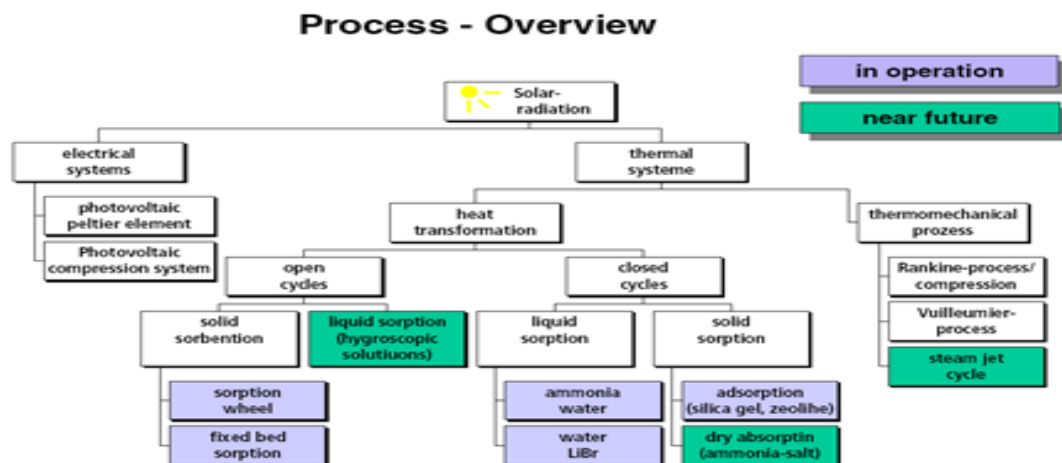 Process - Overview
in operation
near future
Solar-
radiation
electrical
systems
thermal
systeme
photovoltaic
peltier element
Photovoltaic
compression system
heat
transformation
thermomechanical
prozess
open
cycles
closed
cycles
Rankine-process/
compression
Vuilleumier-
process
steam jet
cycle
solid
sorbention
liquid sorption
(hygroscopic
solutiuons)
liquid
sorption
solid
sorption
sorption
wheel
fixed bed
sorption
ammonia
water
water
LiBr
adsorption
(silica gel, zeolihe)
dry absorptin
(ammonia-salt)